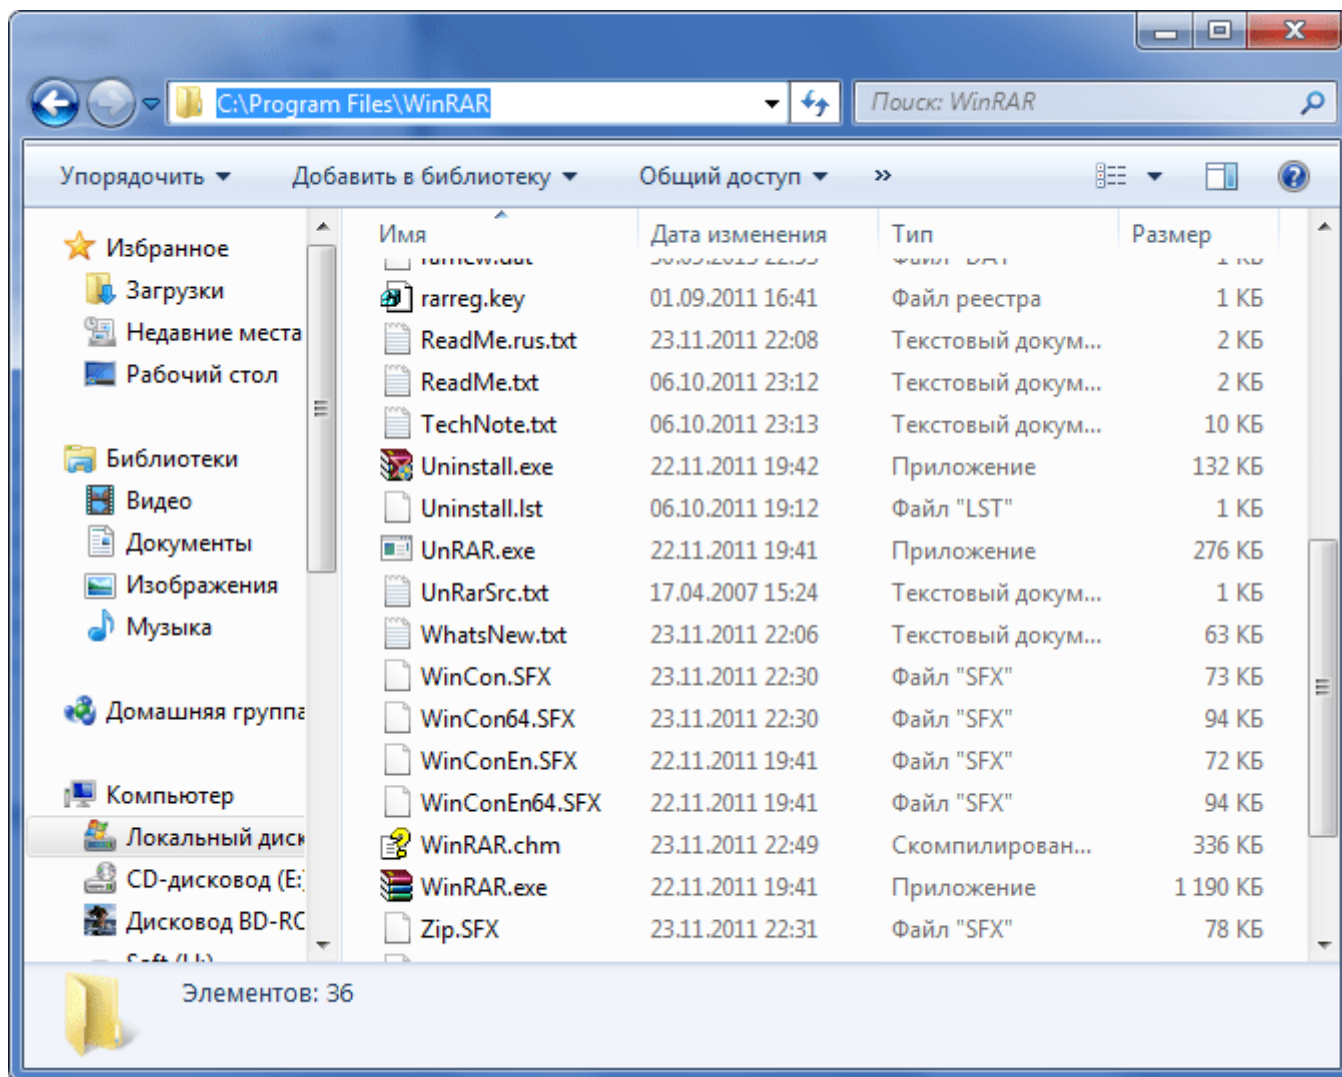 C:\Program Files\WinRAR
Поиск: WinRAR
Упорядочить Добавить в библиотеку Общий доступ »
Избранное
Загрузки
Недавние места
Рабочий стол
Библиотеки
Видео
Документы
Изображения
Музыка
Домашняя группа
Компьютер
Локальный диск
CD-дисковод (E:
Дисковод BD-RO
Имя Дата изменения Тип Размер
rarreg.key 01.09.2011 16:41 Файл реестра 1 КБ
ReadMe.rus.txt 23.11.2011 22:08 Текстовый докум... 2 КБ
ReadMe.txt 06.10.2011 23:12 Текстовый докум... 2 КБ
TechNote.txt 06.10.2011 23:13 Текстовый докум... 10 КБ
Uninstall.exe 22.11.2011 19:42 Приложение 132 КБ
Uninstall.lst 06.10.2011 19:12 Файл "LST" 1 КБ
UnRAR.exe 22.11.2011 19:41 Приложение 276 КБ
UnRarSrc.txt 17.04.2007 15:24 Текстовый докум... 1 КБ
WhatsNew.txt 23.11.2011 22:06 Текстовый докум... 63 КБ
WinCon.SFX 23.11.2011 22:30 Файл "SFX" 73 КБ
WinCon64.SFX 23.11.2011 22:30 Файл "SFX" 94 КБ
WinConEn.SFX 22.11.2011 19:41 Файл "SFX" 72 КБ
WinConEn64.SFX 22.11.2011 19:41 Файл "SFX" 94 КБ
WinRAR.chm 23.11.2011 22:49 Скомпилирован... 336 КБ
WinRAR.exe 22.11.2011 19:41 Приложение 1 190 КБ
Zip.SFX 23.11.2011 22:31 Файл "SFX" 78 КБ
Элементов: 36